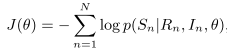 J(θ) = − ∑_{n=1}^{N} log p(S_n|R_n, I_n, θ),